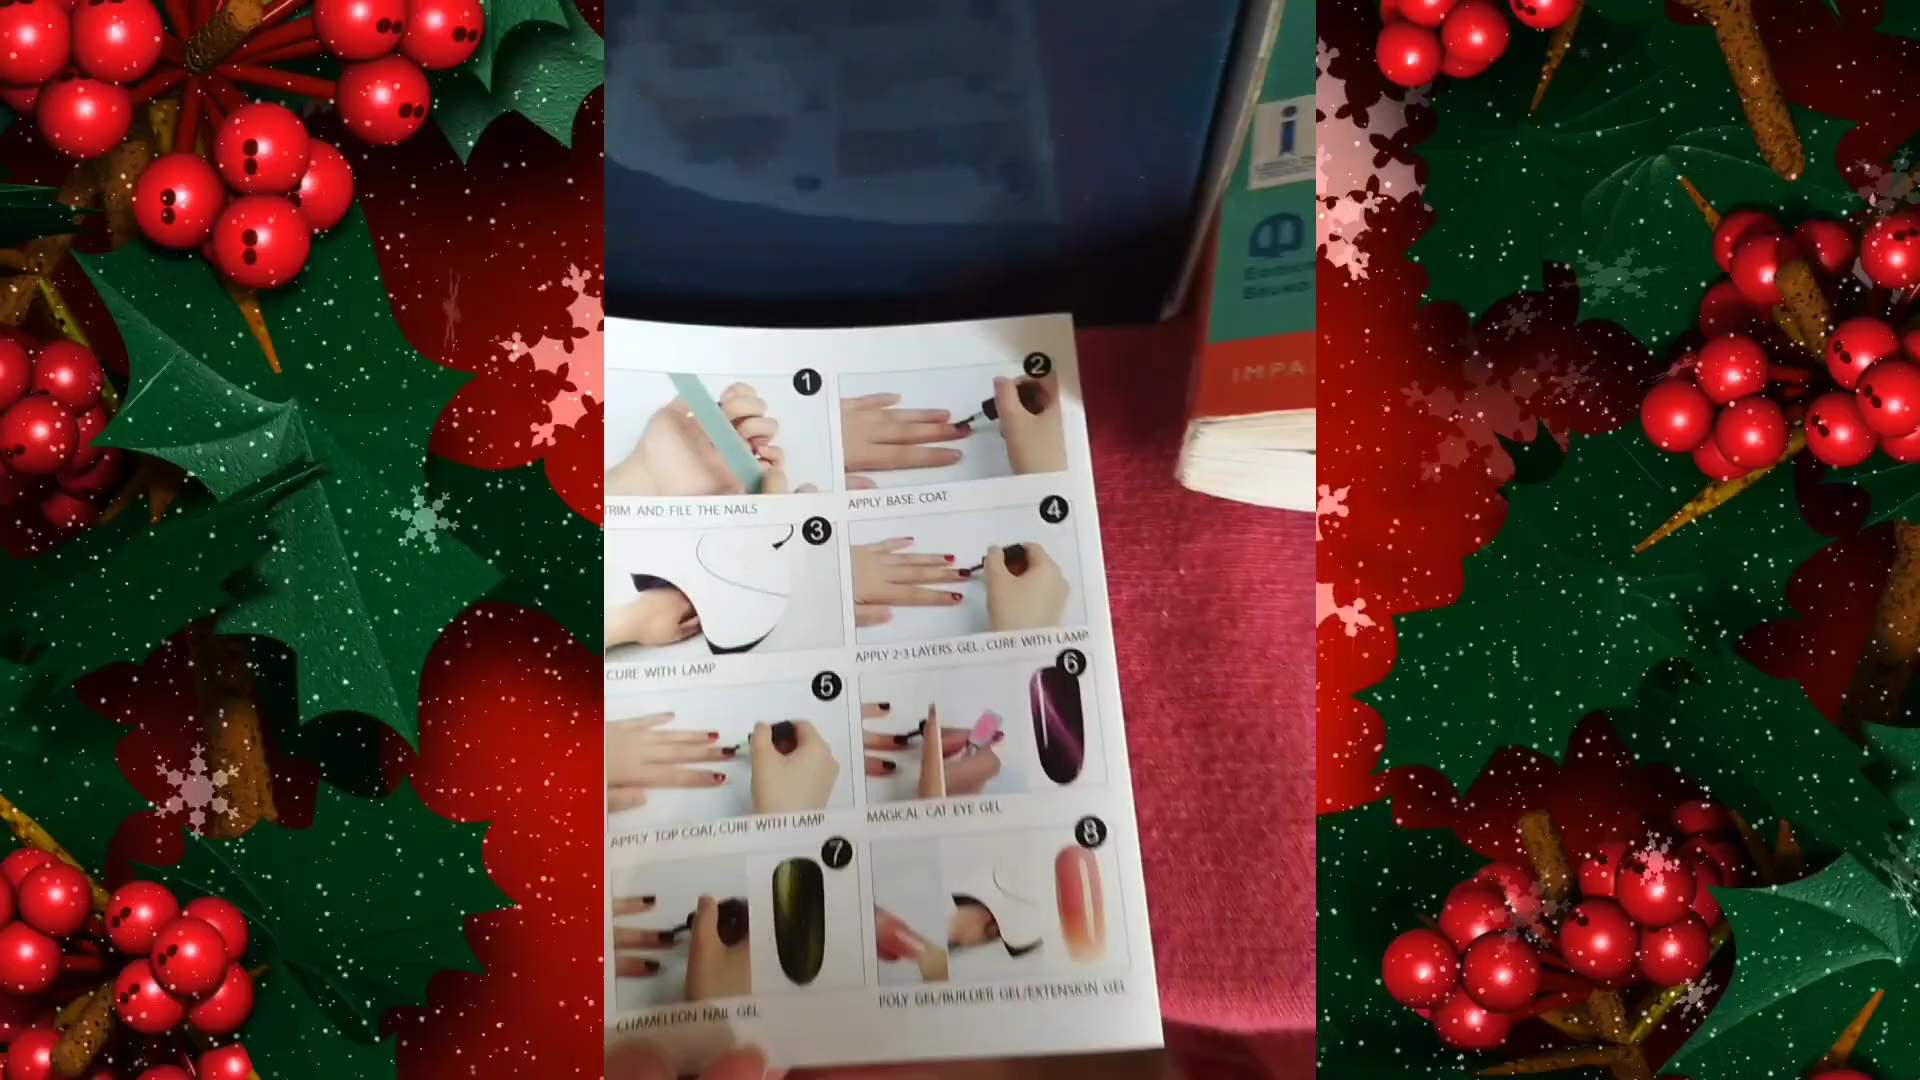 1
2
TRIM AND FILE THE NAILS
APPLY BASE COAT
3
4
CURE WITH LAMP
APPLY 2-3 LAYERS GEL, CURE WITH LAMP
5
6
APPLY TOP COAT, CURE WITH LAMP
MAGICAL CAT EYE GEL
7
8
CHAMELEON NAIL GEL
POLY GEL/BUILDER GEL/EXTENSION GEL
i
IMPA